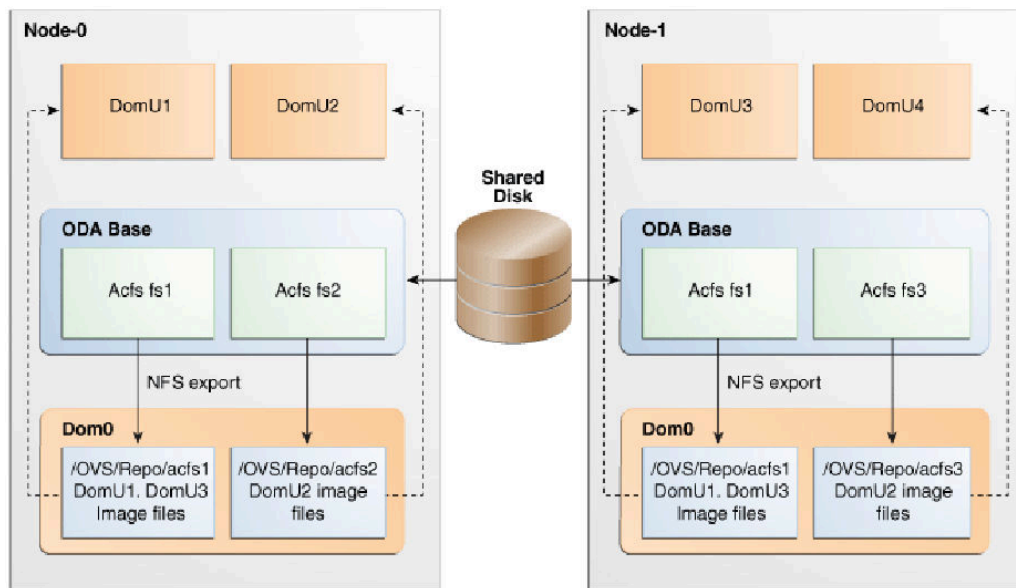 Node-0
DomU1
DomU2
ODA Base
Acfs fs1
Acfs fs2
NFS export
Dom0
/OVS/Repo/acfs1
DomU1. DomU3
Image files
/OVS/Repo/acfs2
DomU2 image
files
Shared
Disk
Node-1
DomU3
DomU4
ODA Base
Acfs fs1
Acfs fs3
NFS export
Dom0
/OVS/Repo/acfs1
DomU1. DomU3
Image files
/OVS/Repo/acfs3
DomU2 image
files